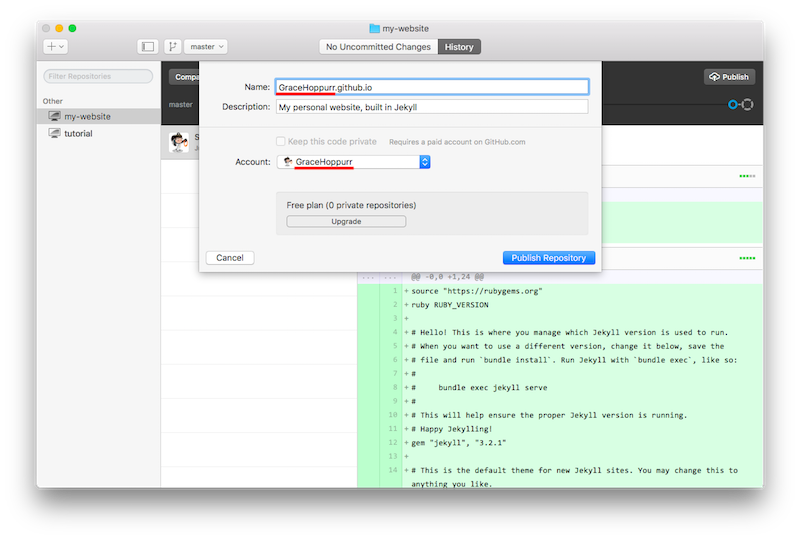 my-website
master
No Uncommitted Changes
History
Filter Repositories
Other
my-website
tutorial
Publish
master
Name:
GraceHoppurr.github.io
Description:
My personal website, built in Jekyll
Keep this code private
Requires a paid account on GitHub.com
Account:
GraceHoppurr
Free plan (0 private repositories)
Upgrade
Cancel
Publish Repository
... ... @@ -0,0 +1,24 @@
1 +source "https://rubygems.org"
2 +ruby RUBY_VERSION
3 +
4 +# Hello! This is where you manage which Jekyll version is used to run.
5 +# When you want to use a different version, change it below, save the
6 +# file and run `bundle install`. Run Jekyll with `bundle exec`, like so:
7 +#
8 +#     bundle exec jekyll serve
9 +#
10 +# This will help ensure the proper Jekyll version is running.
11 +# Happy Jekylling!
12 +gem "jekyll", "3.2.1"
13 +
14 +# This is the default theme for new Jekyll sites. You may change this to
anything you like.